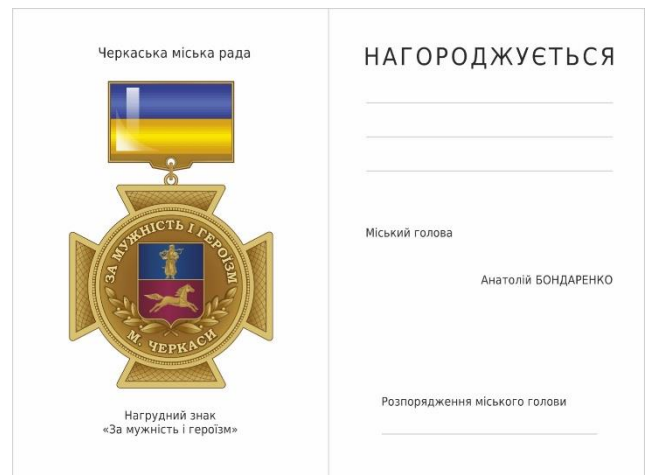 Черкаська міська рада
ЗА МУЖНІСТЬ І ГЕРОЇЗМ
М. ЧЕРКАСИ
Нагрудний знак
«За мужність і героїзм»
НАГОРОДЖУЄТЬСЯ
Міський голова
Анатолій БОНДАРЕНКО
Розпорядження міського голови